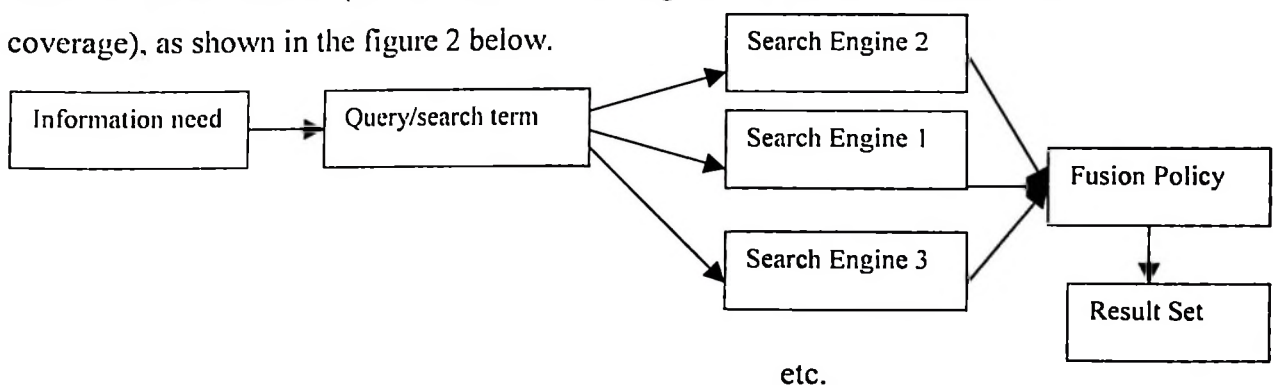 coverage), as shown in the figure 2 below.
Search Engine 2
Information need
Query/search term
Search Engine 1
Fusion Policy
Search Engine 3
Result Set
etc.